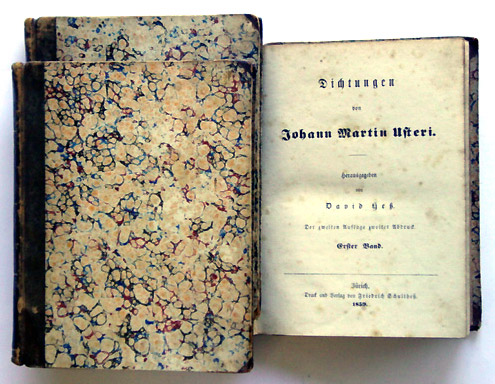 Dichtungen
von
Johann Martin Usteri.
Herausgegeben
von
David Heß.
Der zweiten Auflage zweiter Abdruck
Erster Band.
Zürich,
Druck und Verlag von Friedrich Schultheß.
1859.